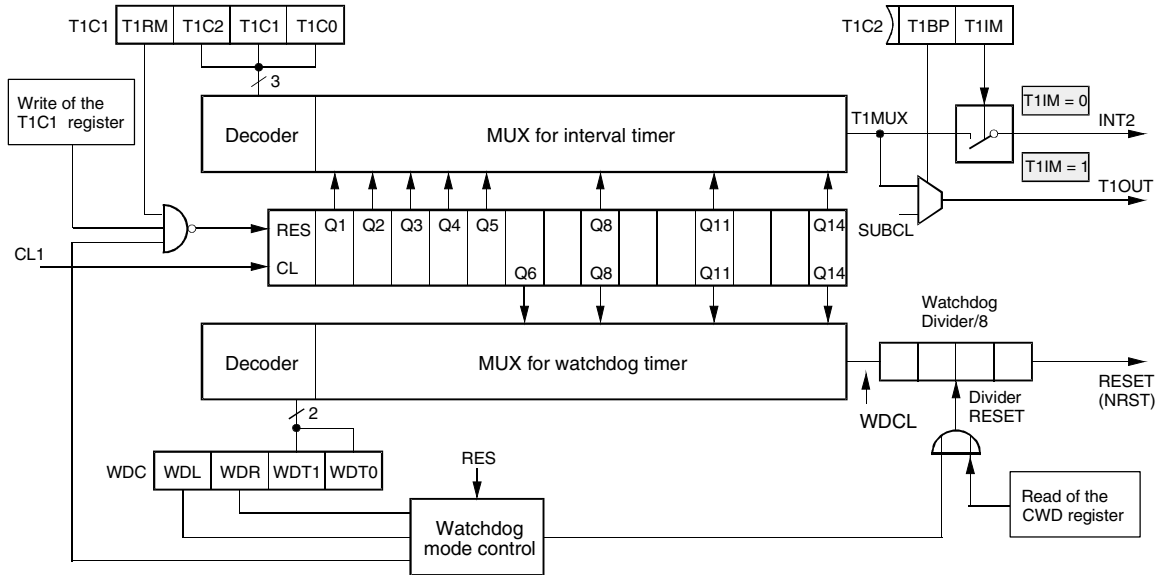 T1C1 T1RM T1C2 T1C1 T1C0
T1C2 T1BP T1IM
3
Write of the
T1C1 register
Decoder
MUX for interval timer
T1MUX
T1IM = 0
INT2
T1IM = 1
T1OUT
SUBCL
RES Q1 Q2 Q3 Q4 Q5 Q8 Q11 Q14
CL1
CL
Q6 Q8 Q11 Q14
Watchdog
Divider/8
Decoder
MUX for watchdog timer
RESET
(NRST)
Divider
RESET
WDCL
2
WDC WDL WDR WDT1 WDT0
RES
Watchdog
mode control
Read of the
CWD register